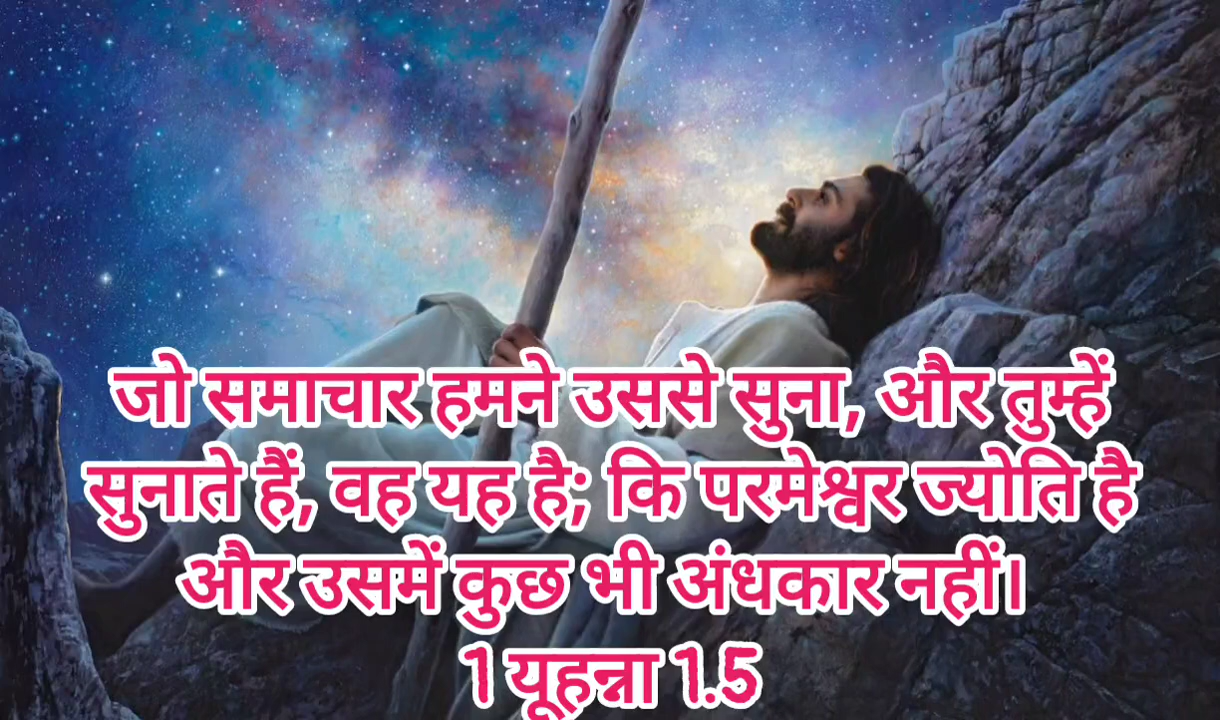 जो समाचार हमने उससे सुना, और तुम्हें
सुनाते हैं, वह यह है; कि परमेश्वर ज्योति है
और उसमें कुछ भी अंधकार नहीं।
1 यूहन्ना 1.5